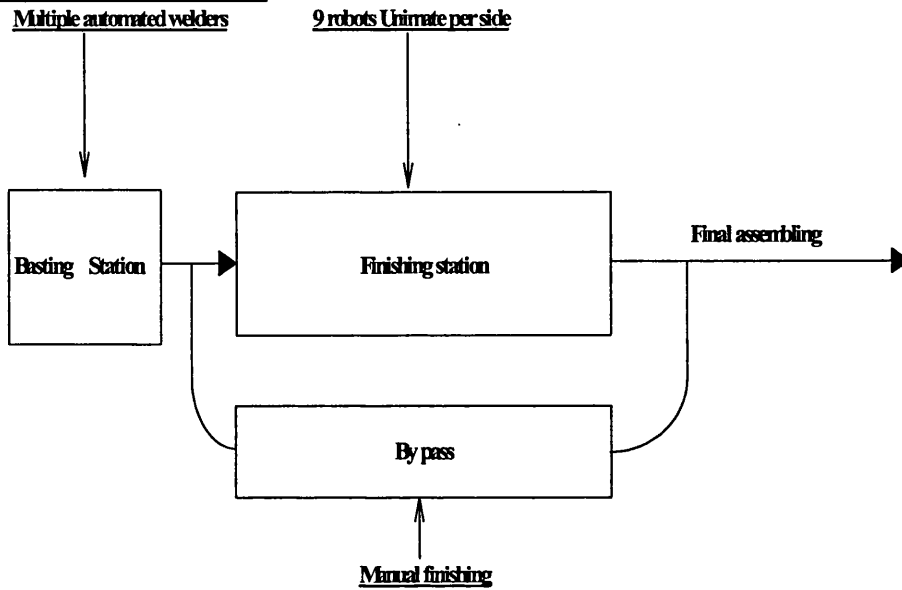 Multiple automated welders
9 robots Unimate per side
Basting Station
Finishing station
Final assembling
By pass
Manual finishing